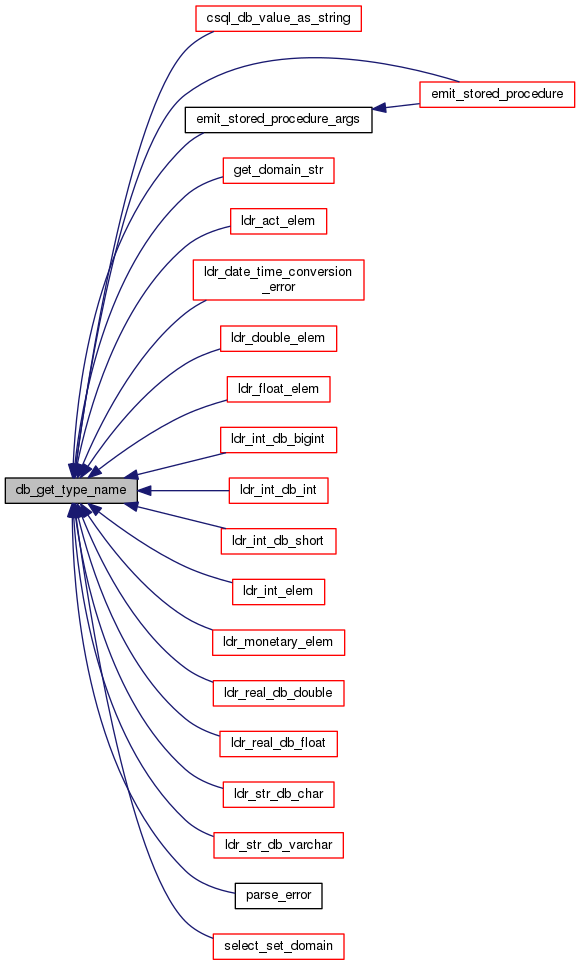 csql_db_value_as_string
emit_stored_procedure
emit_stored_procedure_args
get_domain_str
ldr_act_elem
ldr_date_time_conversion
_error
ldr_double_elem
ldr_float_elem
ldr_int_db_bigint
db_get_type_name
ldr_int_db_int
ldr_int_db_short
ldr_int_elem
ldr_monetary_elem
ldr_real_db_double
ldr_real_db_float
ldr_str_db_char
ldr_str_db_varchar
parse_error
select_set_domain